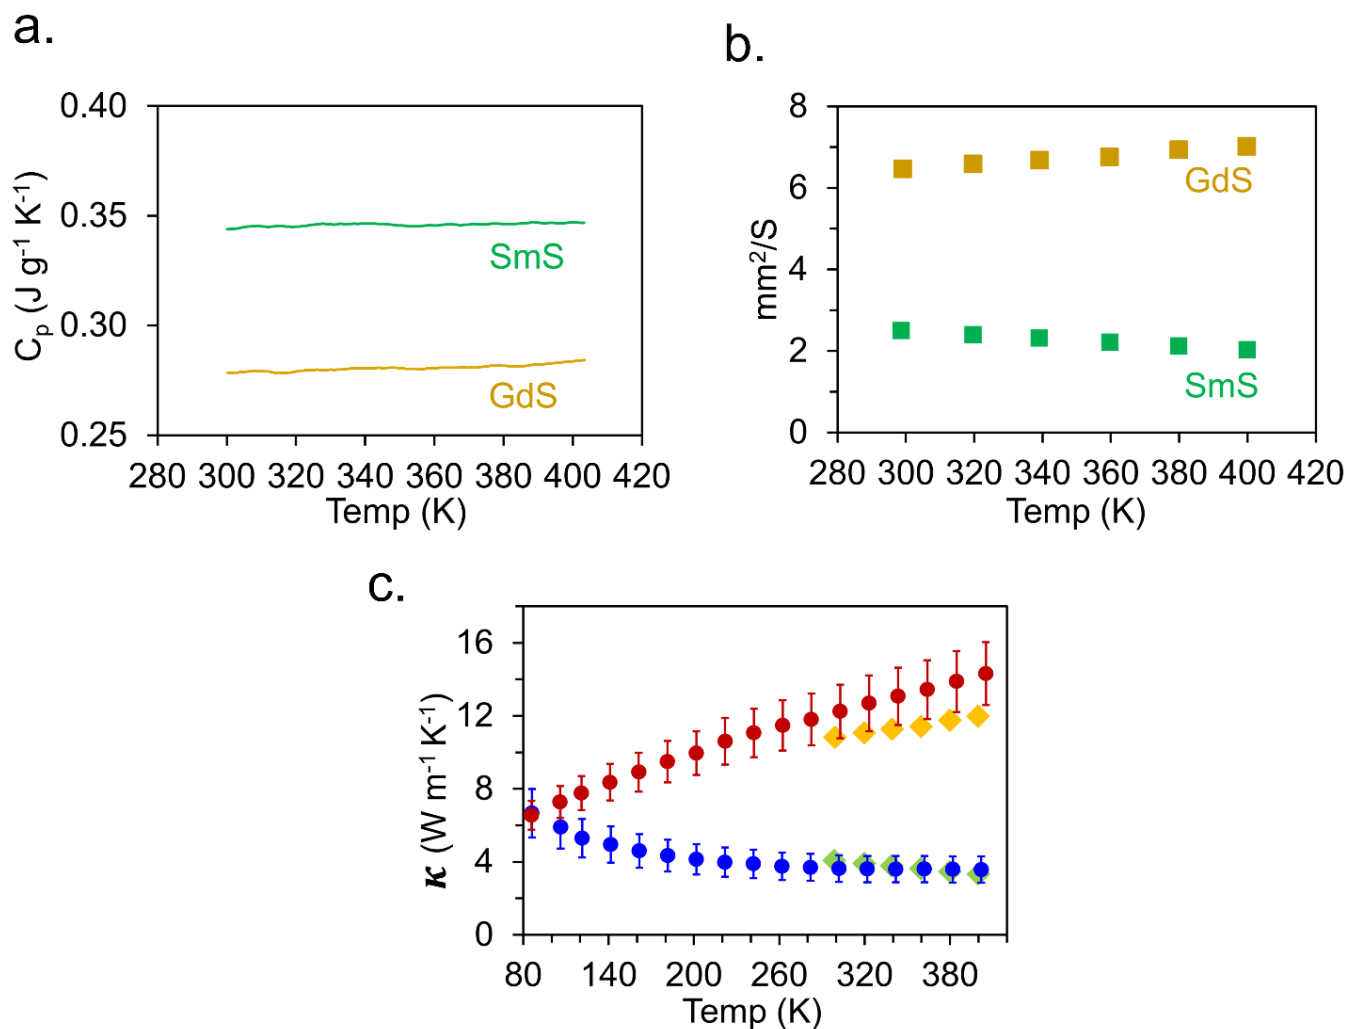 a.
0.40
0.35
0.30
0.25
Cp (J g-1 K-1)
SmS
GdS
280 300 320 340 360 380 400 420
Temp (K)
b.
8
6
4
2
0
mm2/S
GdS
SmS
280 300 320 340 360 380 400 420
Temp (K)
c.
16
12
8
4
0
κ (W m-1 K-1)
80 140 200 260 320 380
Temp (K)